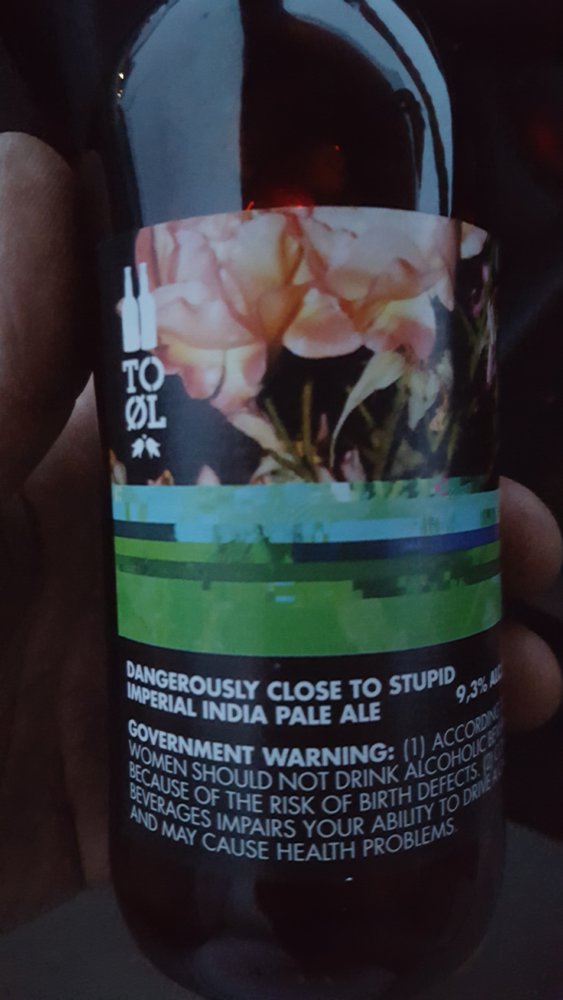 TO
ØL
DANGEROUSLY CLOSE TO STUPID 9,3%
IMPERIAL INDIA PALE ALE
GOVERNMENT WARNING: (1) ACCORDING
WOMEN SHOULD NOT DRINK ALCOHOLIC
BECAUSE OF THE RISK OF BIRTH DEFECTS.
BEVERAGES IMPAIRS YOUR ABILITY TO DRIVE
AND MAY CAUSE HEALTH PROBLEMS.